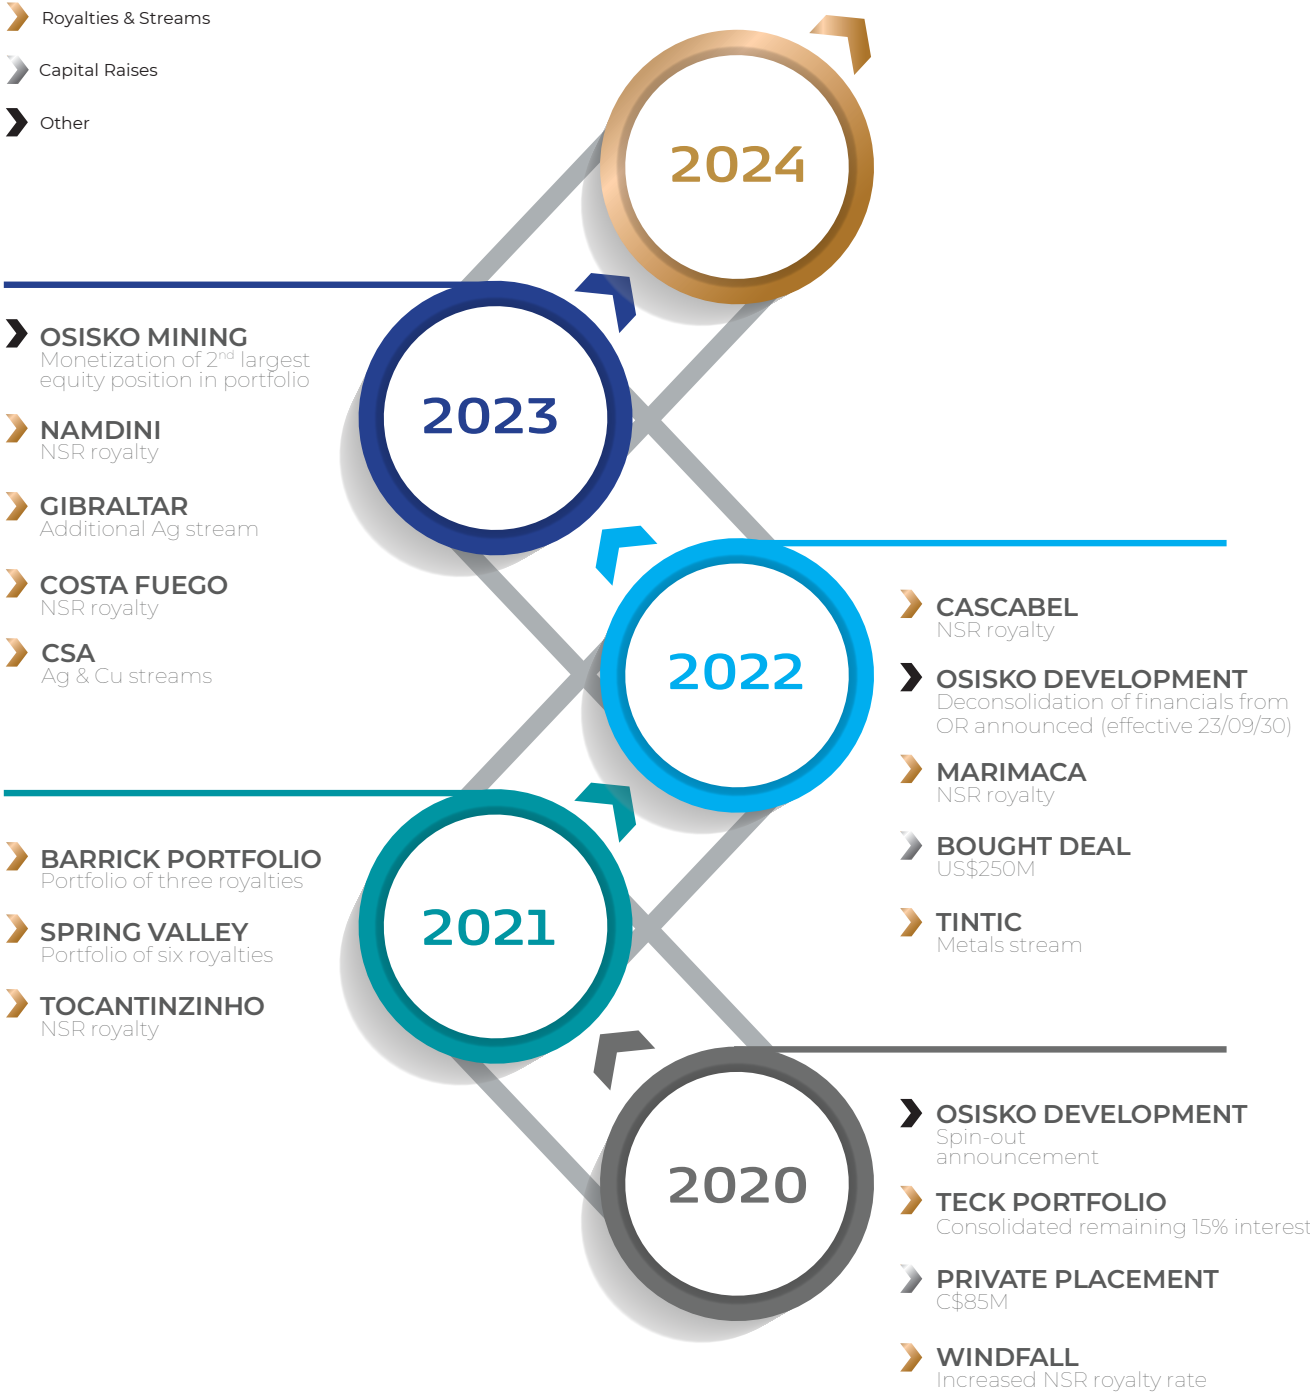 Royalties & Streams
Capital Raises
Other
2024
2023
OSISKO MINING
Monetization of 2nd largest
equity position in portfolio
NAMDINI
NSR royalty
GIBRALTAR
Additional Ag stream
COSTA FUEGO
NSR royalty
CSA
Ag & Cu streams
2022
CASCABEL
NSR royalty
OSISKO DEVELOPMENT
Deconsolidation of financials from
OR announced (effective 23/09/30)
MARIMACA
NSR royalty
BOUGHT DEAL
US$250M
TINTIC
Metals stream
2021
BARRICK PORTFOLIO
Portfolio of three royalties
SPRING VALLEY
Portfolio of six royalties
TOCANTINZINHO
NSR royalty
2020
OSISKO DEVELOPMENT
Spin-out
announcement
TECK PORTFOLIO
Consolidated remaining 15% interest
PRIVATE PLACEMENT
C$85M
WINDFALL
Increased NSR royalty rate